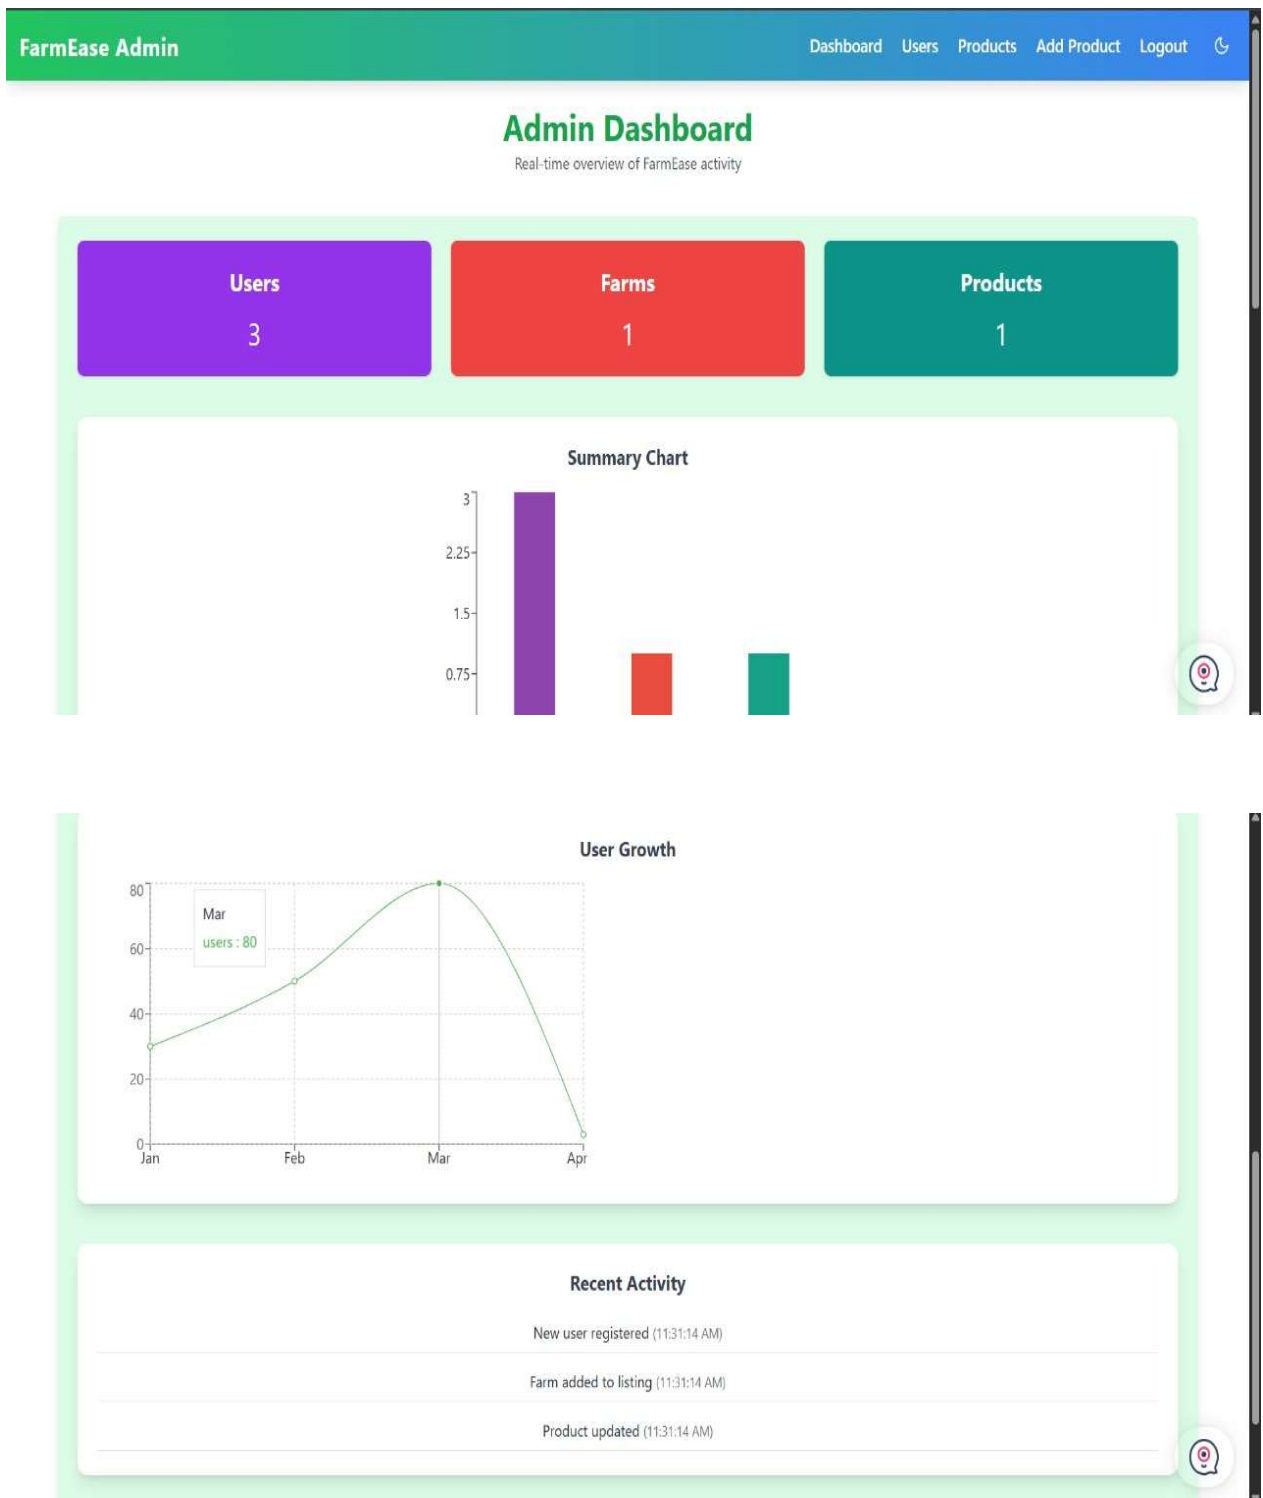 FarmEase Admin
Dashboard Users Products Add Product Logout
Admin Dashboard
Real-time overview of FarmEase activity
Users
3
Farms
1
Products
1
Summary Chart
3
2.25
1.5
0.75
User Growth
80
60
40
20
0
Mar
users : 80
Jan Feb Mar Apr
Recent Activity
New user registered (11:31:14 AM)
Farm added to listing (11:31:14 AM)
Product updated (11:31:14 AM)